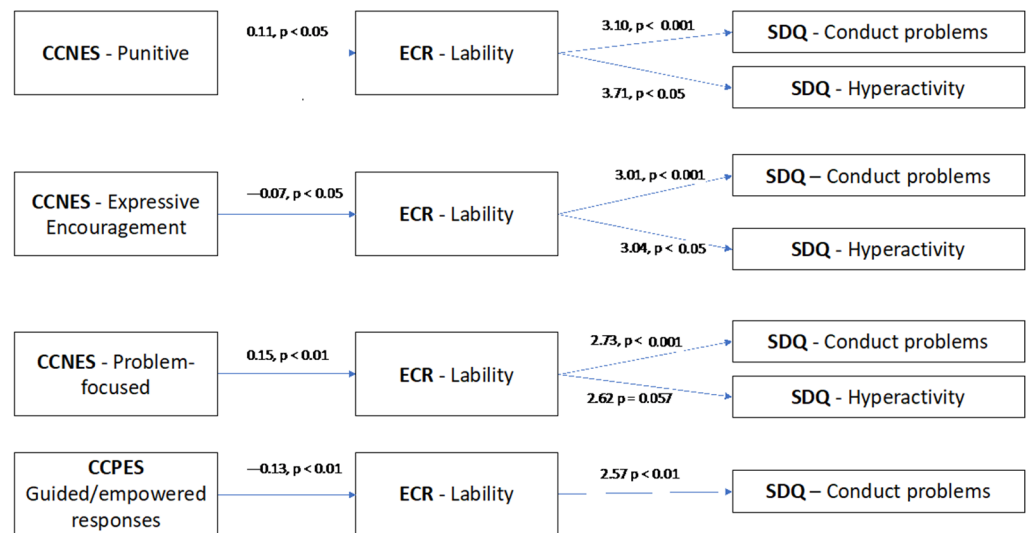 0.11, p < 0.05
3.10, p < 0.001
CCNES - Punitive
ECR - Lability
SDQ - Conduct problems
SDQ - Hyperactivity
3.71, p < 0.05
—0.07, p < 0.05
3.01, p < 0.001
CCNES - Expressive
Encouragement
ECR - Lability
SDQ – Conduct problems
SDQ - Hyperactivity
3.04, p < 0.05
0.15, p < 0.01
2.73, p < 0.001
CCNES - Problem-
focused
ECR - Lability
SDQ - Conduct problems
SDQ - Hyperactivity
2.62 p = 0.057
CCPES
Guided/empowered
responses
—0.13, p < 0.01
ECR - Lability
2.57 p < 0.01
SDQ – Conduct problems